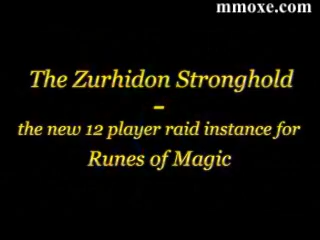 mmoxe.com
The Zurhidon Stronghold
-
the new 12 player raid instance for
Runes of Magic